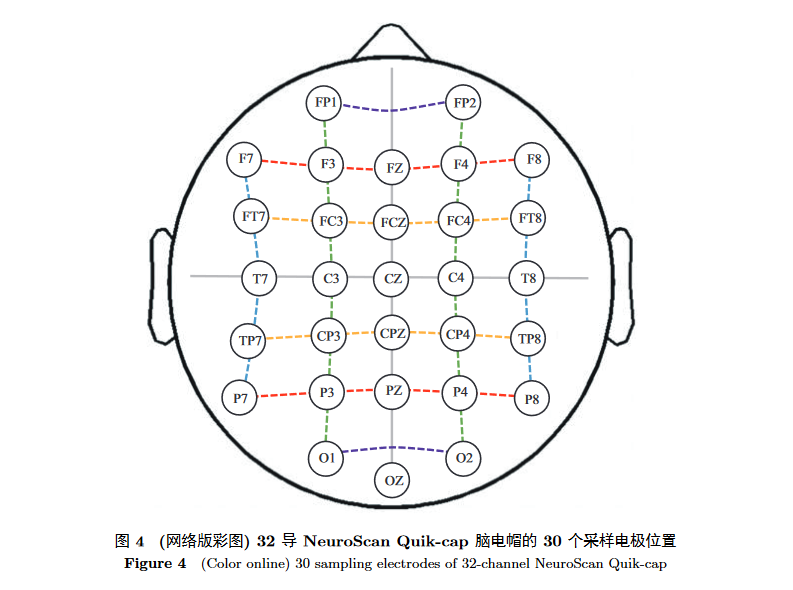 FP1 FP2
F7 F3 FZ F4 F8
FT7 FC3 FCZ FC4 FT8
T7 C3 CZ C4 T8
TP7 CP3 CPZ CP4 TP8
P7 P3 PZ P4 P8
O1 O2
OZ
图 4 (网络版彩图) 32 导 NeuroScan Quik-cap 脑电帽的 30 个采样电极位置
Figure 4 (Color online) 30 sampling electrodes of 32-channel NeuroScan Quik-cap